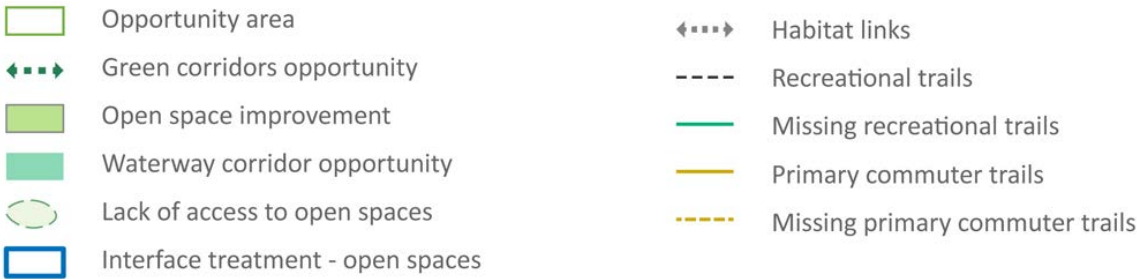 Opportunity area
Green corridors opportunity
Open space improvement
Waterway corridor opportunity
Lack of access to open spaces
Interface treatment - open spaces
Habitat links
Recreational trails
Missing recreational trails
Primary commuter trails
Missing primary commuter trails